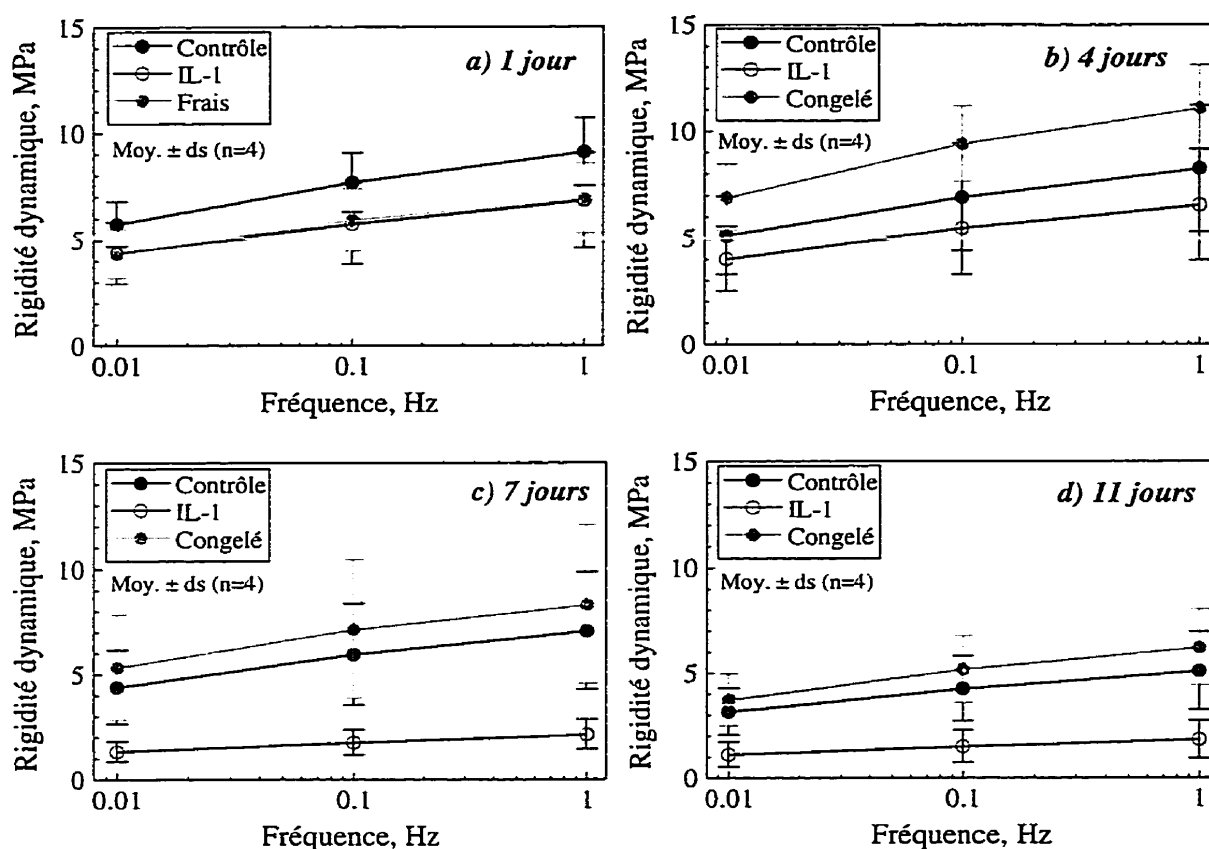 a) 1 jour
Contrôle
IL-1
Frais
Moy. ± ds (n=4)
Rigidité dynamique, MPa
15
10
5
0
0.01
0.1
1
Fréquence, Hz
b) 4 jours
Contrôle
IL-1
Congelé
Moy. ± ds (n=4)
Rigidité dynamique, MPa
15
10
5
0
0.01
0.1
1
Fréquence, Hz
c) 7 jours
Contrôle
IL-1
Congelé
Moy. ± ds (n=4)
Rigidité dynamique, MPa
15
10
5
0
0.01
0.1
1
Fréquence, Hz
d) 11 jours
Contrôle
IL-1
Congelé
Moy. ± ds (n=4)
Rigidité dynamique, MPa
15
10
5
0
0.01
0.1
1
Fréquence, Hz